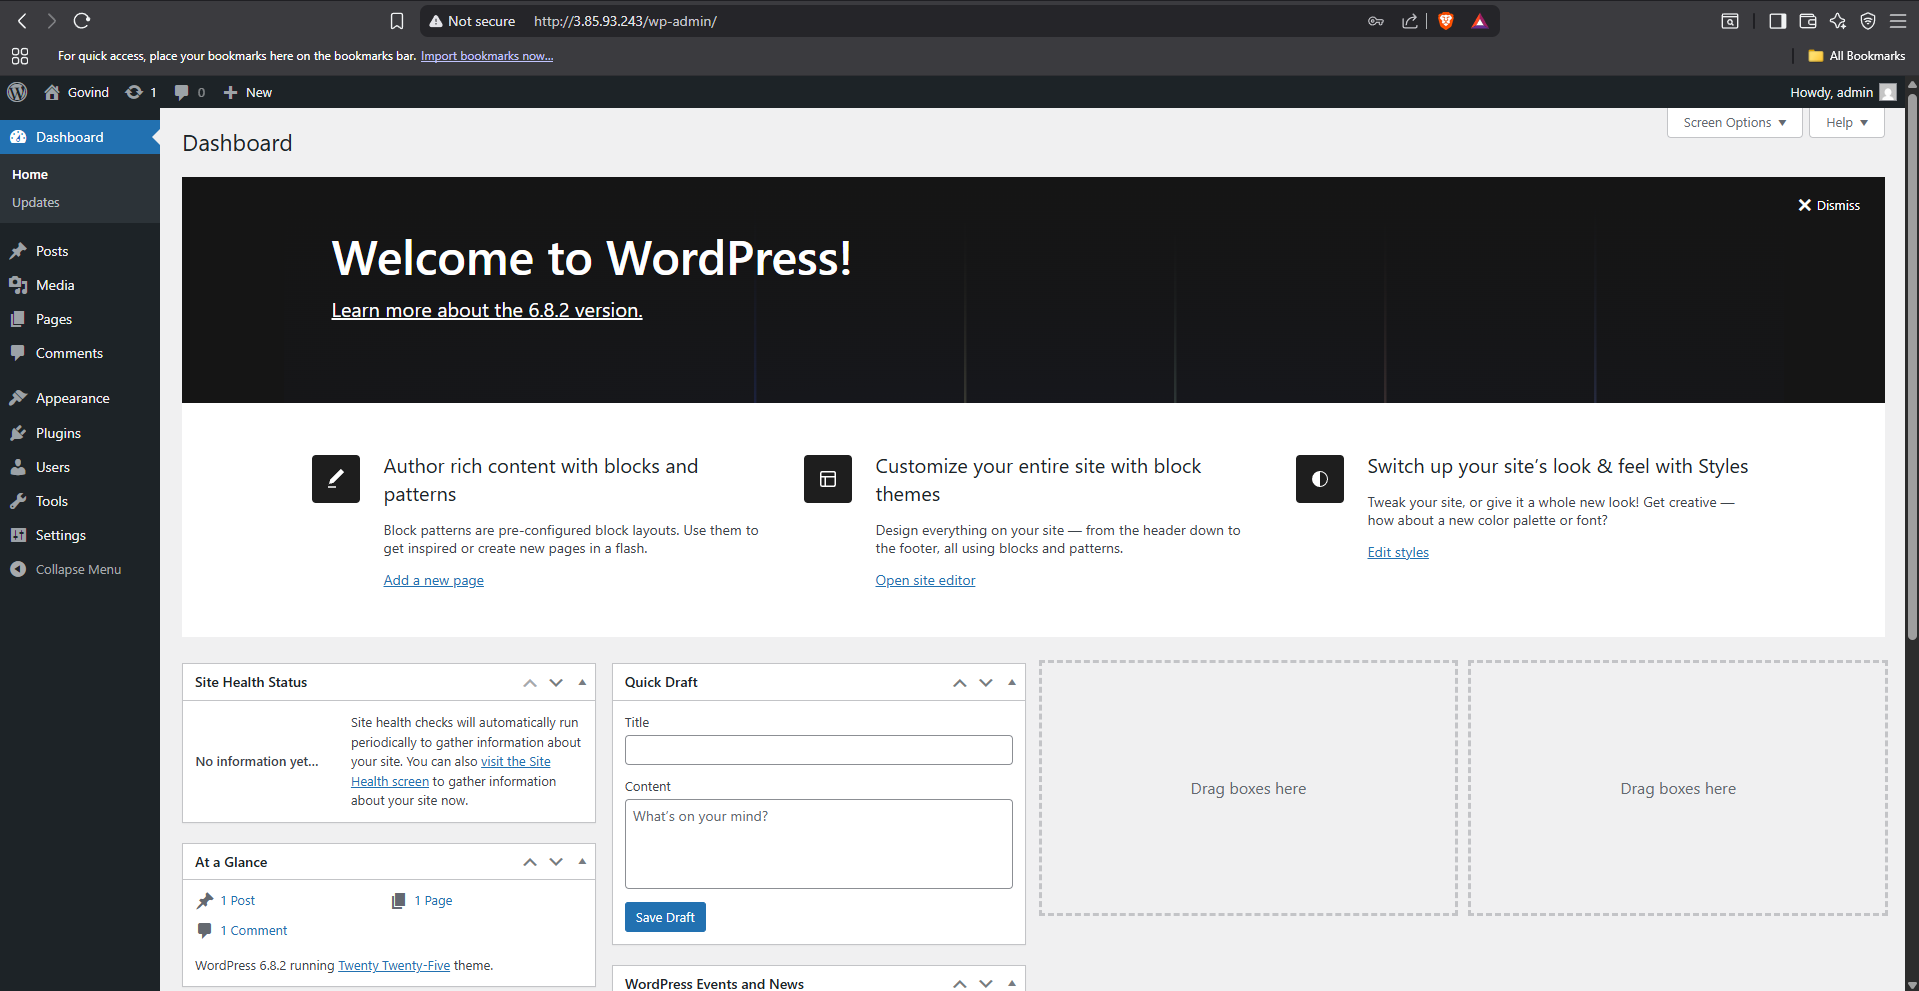 Not secure http://3.85.93.243/wp-admin/
For quick access, place your bookmarks here on the bookmarks bar. Import bookmarks now...
All Bookmarks
Govind 1 0 New
Howdy, admin
Dashboard
Home
Updates
Posts
Media
Pages
Comments
Appearance
Plugins
Users
Tools
Settings
Collapse Menu
Dashboard
Screen Options
Help
Dismiss
Welcome to WordPress!
Learn more about the 6.8.2 version.
Author rich content with blocks and
patterns
Block patterns are pre-configured block layouts. Use them to
get inspired or create new pages in a flash.
Add a new page
Customize your entire site with block
themes
Design everything on your site — from the header down to
the footer, all using blocks and patterns.
Open site editor
Switch up your site’s look & feel with Styles
Tweak your site, or give it a whole new look! Get creative —
how about a new color palette or font?
Edit styles
Site Health Status
No information yet...
Site health checks will automatically run
periodically to gather information about
your site. You can also visit the Site
Health screen to gather information
about your site now.
At a Glance
1 Post
1 Page
1 Comment
WordPress 6.8.2 running Twenty Twenty-Five theme.
Quick Draft
Title
Content
What’s on your mind?
Save Draft
WordPress Events and News
Drag boxes here
Drag boxes here